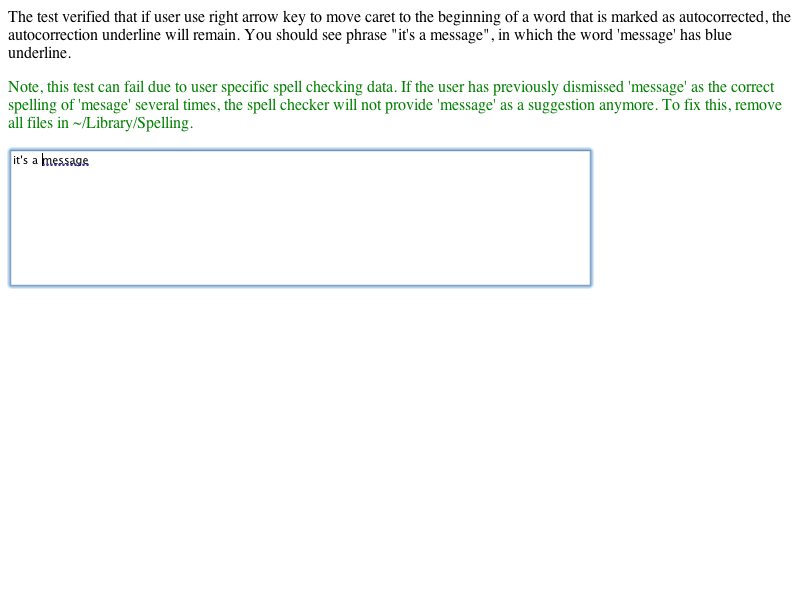 The test verified that if user use right arrow key to move caret to the beginning of a word that is marked as autocorrected, the
autocorrection underline will remain. You should see phrase "it's a message", in which the word 'message' has blue
underline.
Note, this test can fail due to user specific spell checking data. If the user has previously dismissed 'message' as the correct
spelling of 'mesage' several times, the spell checker will not provide 'message' as a suggestion anymore. To fix this, remove
all files in ~/Library/Spelling.
it's a message